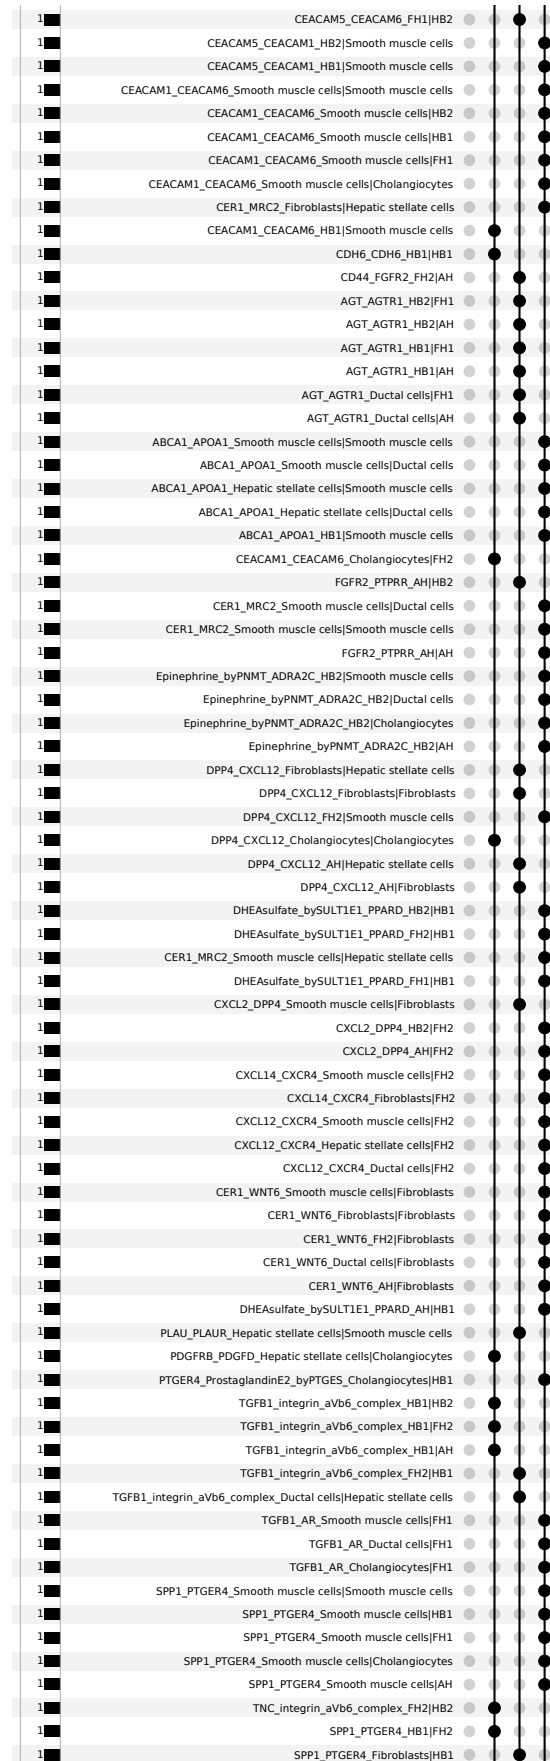 1 CEACAM5_CEACAM6_FH1|HB2
1 CEACAM5_CEACAM1_HB2|Smooth muscle cells
1 CEACAM5_CEACAM1_HB1|Smooth muscle cells
1 CEACAM1_CEACAM6_Smooth muscle cells|Smooth muscle cells
1 CEACAM1_CEACAM6_Smooth muscle cells|HB2
1 CEACAM1_CEACAM6_Smooth muscle cells|HB1
1 CEACAM1_CEACAM6_Smooth muscle cells|FH1
1 CEACAM1_CEACAM6_Smooth muscle cells|Cholangiocytes
1 CER1_MRC2_Fibroblasts|Hepatic stellate cells
1 CEACAM1_CEACAM6_HB1|Smooth muscle cells
1 CDH6_CDH6_HB1|HB1
1 CD44_FGFR2_FH2|AH
1 AGT_AGTR1_HB2|FH1
1 AGT_AGTR1_HB2|AH
1 AGT_AGTR1_HB1|FH1
1 AGT_AGTR1_HB1|AH
1 AGT_AGTR1_Ductal cells|FH1
1 AGT_AGTR1_Ductal cells|AH
1 ABCA1_APOA1_Smooth muscle cells|Smooth muscle cells
1 ABCA1_APOA1_Smooth muscle cells|Ductal cells
1 ABCA1_APOA1_Hepatic stellate cells|Smooth muscle cells
1 ABCA1_APOA1_Hepatic stellate cells|Ductal cells
1 ABCA1_APOA1_HB1|Smooth muscle cells
1 CEACAM1_CEACAM6_Cholangiocytes|FH2
1 FGFR2_PTPRR_AH|HB2
1 CER1_MRC2_Smooth muscle cells|Ductal cells
1 CER1_MRC2_Smooth muscle cells|Smooth muscle cells
1 FGFR2_PTPRR_AH|AH
1 Epinephrine_byPNMT_ADRA2C_HB2|Smooth muscle cells
1 Epinephrine_byPNMT_ADRA2C_HB2|Ductal cells
1 Epinephrine_byPNMT_ADRA2C_HB2|Cholangiocytes
1 Epinephrine_byPNMT_ADRA2C_HB2|AH
1 DPP4_CXCL12_Fibroblasts|Hepatic stellate cells
1 DPP4_CXCL12_Fibroblasts|Fibroblasts
1 DPP4_CXCL12_FH2|Smooth muscle cells
1 DPP4_CXCL12_Cholangiocytes|Cholangiocytes
1 DPP4_CXCL12_AH|Hepatic stellate cells
1 DPP4_CXCL12_AH|Fibroblasts
1 DHEAsulfate_bySULT1E1_PPARD_HB2|HB1
1 DHEAsulfate_bySULT1E1_PPARD_FH2|HB1
1 CER1_MRC2_Smooth muscle cells|Hepatic stellate cells
1 DHEAsulfate_bySULT1E1_PPARD_FH1|HB1
1 CXCL2_DPP4_Smooth muscle cells|Fibroblasts
1 CXCL2_DPP4_HB2|FH2
1 CXCL2_DPP4_AH|FH2
1 CXCL14_CXCR4_Smooth muscle cells|FH2
1 CXCL14_CXCR4_Fibroblasts|FH2
1 CXCL12_CXCR4_Smooth muscle cells|FH2
1 CXCL12_CXCR4_Hepatic stellate cells|FH2
1 CXCL12_CXCR4_Ductal cells|FH2
1 CER1_WNT6_Smooth muscle cells|Fibroblasts
1 CER1_WNT6_Fibroblasts|Fibroblasts
1 CER1_WNT6_FH2|Fibroblasts
1 CER1_WNT6_Ductal cells|Fibroblasts
1 CER1_WNT6_AH|Fibroblasts
1 DHEAsulfate_bySULT1E1_PPARD_AH|HB1
1 PLAU_PLAUR_Hepatic stellate cells|Smooth muscle cells
1 PDGFRB_PDGFD_Hepatic stellate cells|Cholangiocytes
1 PTGER4_ProstaglandinE2_byPTGES_Cholangiocytes|HB1
1 TGFB1_integrin_aVb6_complex_HB1|HB2
1 TGFB1_integrin_aVb6_complex_HB1|FH2
1 TGFB1_integrin_aVb6_complex_HB1|AH
1 TGFB1_integrin_aVb6_complex_FH2|HB1
1 TGFB1_integrin_aVb6_complex_Ductal cells|Hepatic stellate cells
1 TGFB1_AR_Smooth muscle cells|FH1
1 TGFB1_AR_Ductal cells|FH1
1 TGFB1_AR_Cholangiocytes|FH1
1 SPP1_PTGER4_Smooth muscle cells|Smooth muscle cells
1 SPP1_PTGER4_Smooth muscle cells|HB1
1 SPP1_PTGER4_Smooth muscle cells|FH1
1 SPP1_PTGER4_Smooth muscle cells|Cholangiocytes
1 SPP1_PTGER4_Smooth muscle cells|AH
1 TNC_integrin_aVb6_complex_FH2|HB2
1 SPP1_PTGER4_HB1|FH2
1 SPP1_PTGER4_Fibroblasts|HB1